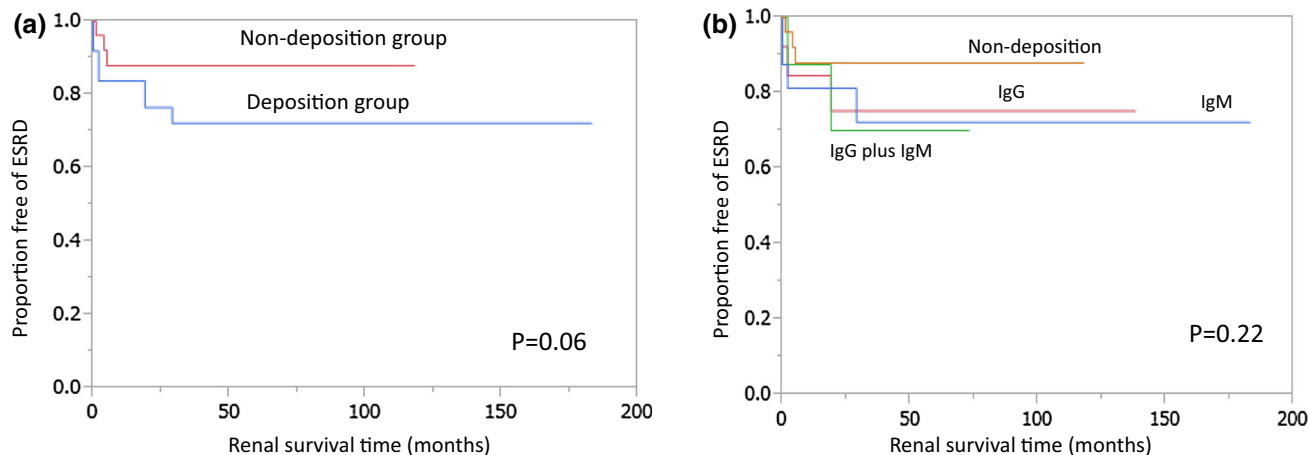 (a)
1.0
0.8
0.6
0.4
0.2
0.0
Proportion free of ESRD
Non-deposition group
Deposition group
P=0.06
0 50 100 150 200
Renal survival time (months)
(b)
1.0
0.8
0.6
0.4
0.2
0.0
Proportion free of ESRD
Non-deposition
IgG
IgM
IgG plus IgM
P=0.22
0 50 100 150 200
Renal survival time (months)